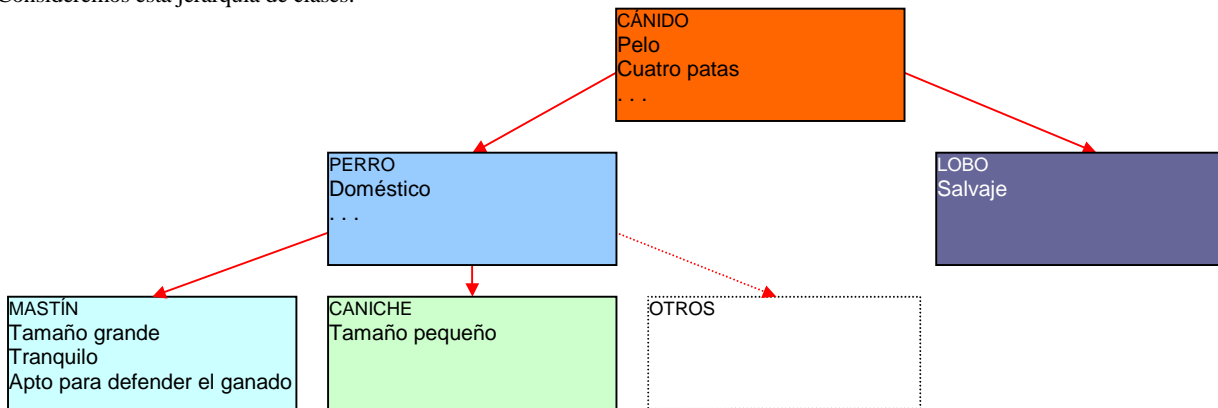 Consideremos esta jerarquía de clases:
CÁNIDO
Pelo
Cuatro patas
. . .
PERRO
Doméstico
. . .
LOBO
Salvaje
MASTÍN
Tamaño grande
Tranquilo
Apto para defender el ganado
CANICHE
Tamaño pequeño
OTROS